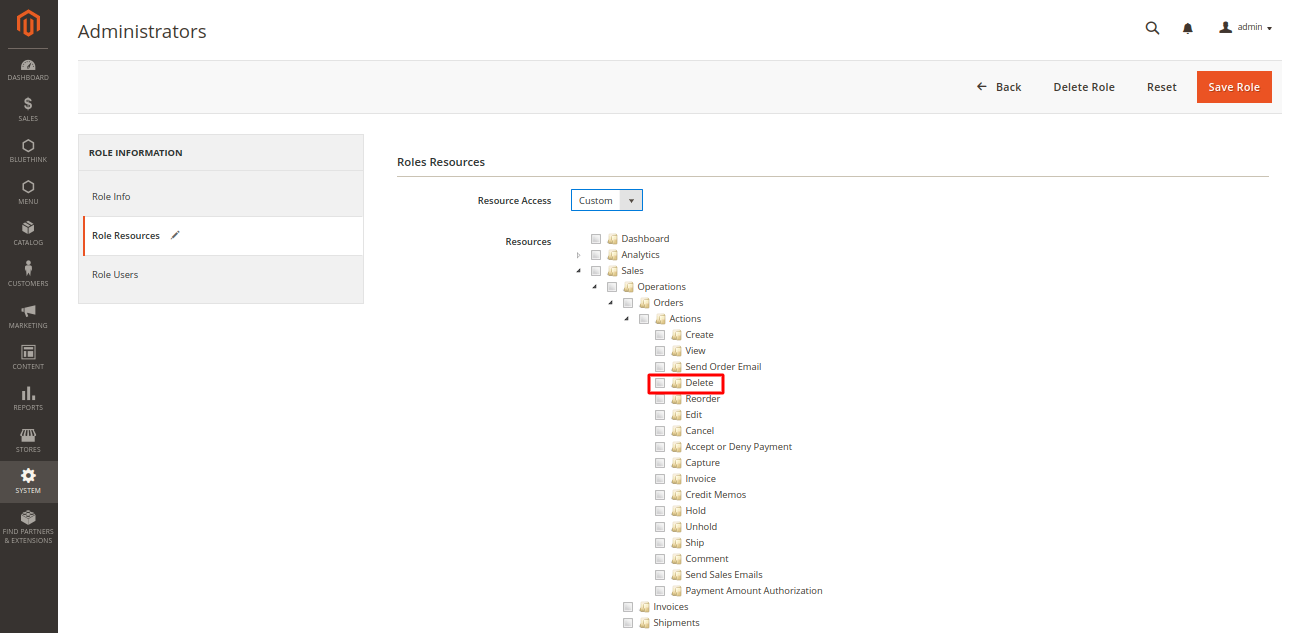 Administrators
admin
Back
Delete Role
Reset
Save Role
DASHBOARD
SALES
BLUETHINK
MENU
CATALOG
CUSTOMERS
MARKETING
CONTENT
REPORTS
STORES
SYSTEM
FIND PARTNERS
& EXTENSIONS
ROLE INFORMATION
Role Info
Role Resources
Role Users
Roles Resources
Resource Access Custom
Resources
Dashboard
Analytics
Sales
Operations
Orders
Actions
Create
View
Send Order Email
Delete
Reorder
Edit
Cancel
Accept or Deny Payment
Capture
Invoice
Credit Memos
Hold
Unhold
Ship
Comment
Send Sales Emails
Payment Amount Authorization
Invoices
Shipments